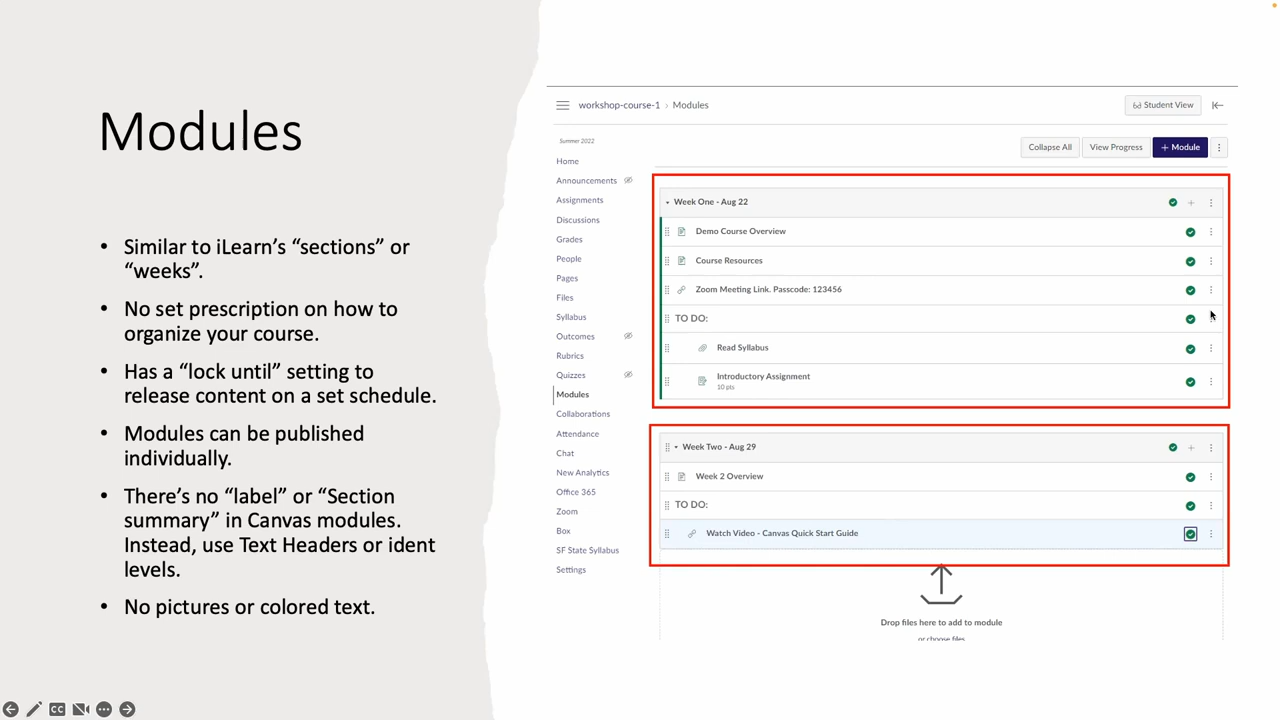 Modules
• Similar to iLearn’s “sections” or
“weeks”.
• No set prescription on how to
organize your course.
• Has a “lock until” setting to
release content on a set schedule.
• Modules can be published
individually.
• There’s no “label” or “Section
summary” in Canvas modules.
Instead, use Text Headers or ident
levels.
• No pictures or colored text.
workshop-course-1 › Modules
Student View
Summer 2022
Home
Announcements
Assignments
Discussions
Grades
People
Pages
Files
Syllabus
Outcomes
Rubrics
Quizzes
Modules
Collaborations
Attendance
Chat
New Analytics
Office 365
Zoom
Box
SF State Syllabus
Settings
Collapse All
View Progress
+ Module
Week One - Aug 22
Demo Course Overview
Course Resources
Zoom Meeting Link. Passcode: 123456
TO DO:
Read Syllabus
Introductory Assignment
10 pts
Week Two - Aug 29
Week 2 Overview
TO DO:
Watch Video - Canvas Quick Start Guide
Drop files here to add to module
or choose files
CC